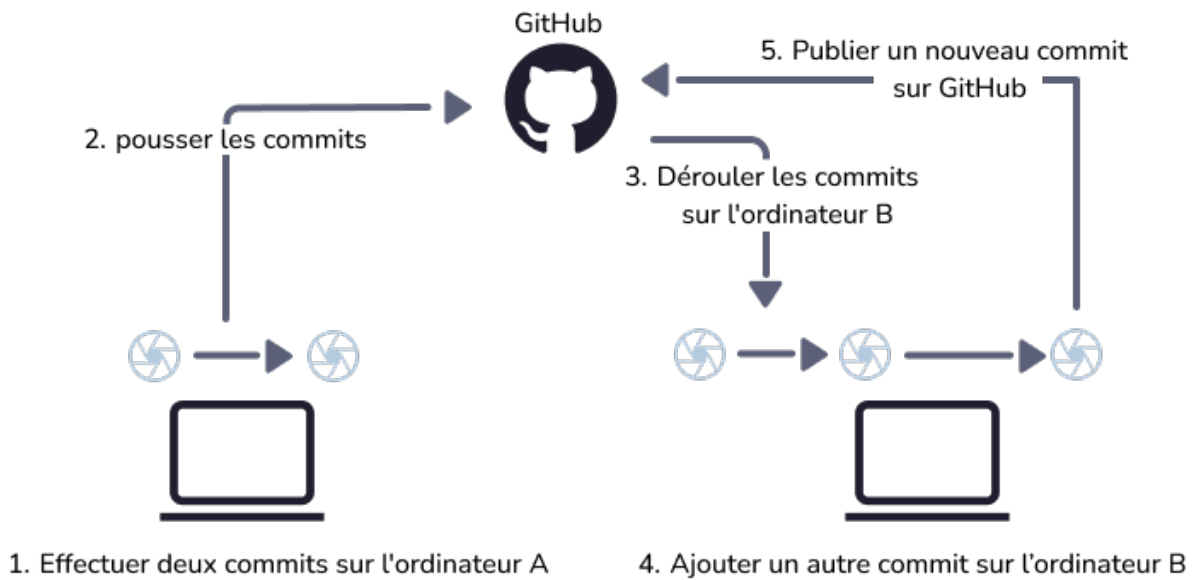 GitHub
5. Publier un nouveau commit
sur GitHub
2. pousser les commits
3. Dérouler les commits
sur l'ordinateur B
1. Effectuer deux commits sur l'ordinateur A
4. Ajouter un autre commit sur l’ordinateur B